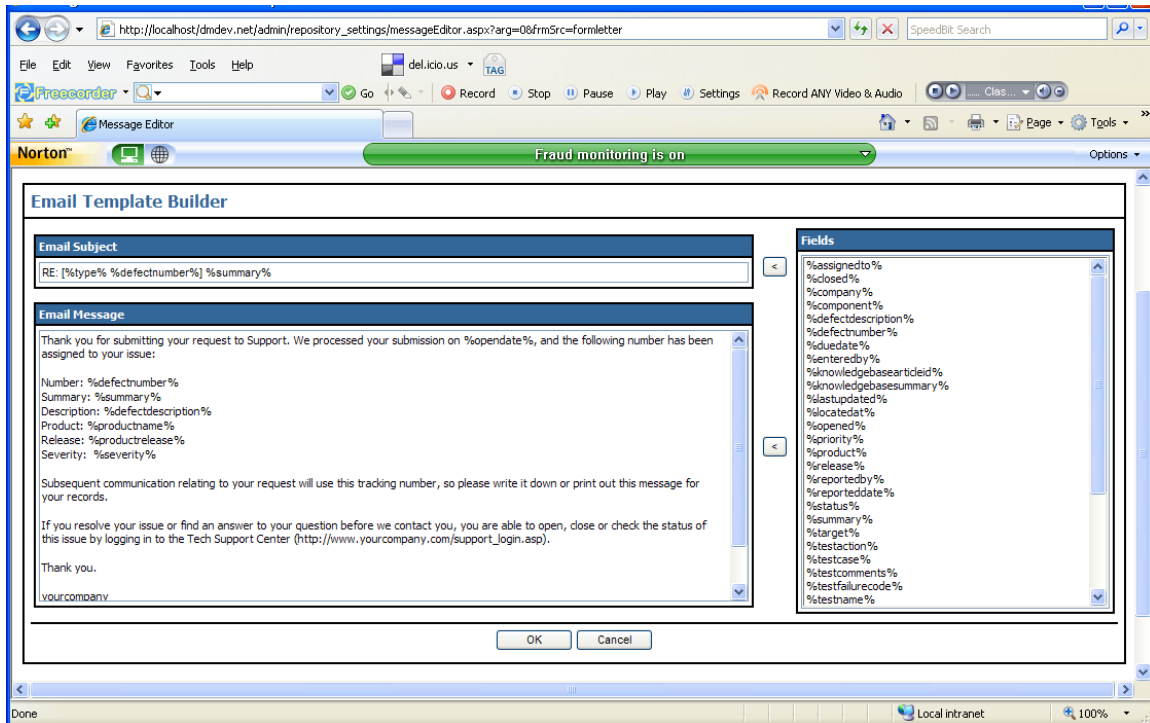 http://localhost/dmdev.net/admin/repository_settings/messageEditor.aspx?arg=0&frmSrc=formletter
SpeedBit Search
File Edit View Favorites Tools Help
del.icio.us TAG
Freecorder Go Record Stop Pause Play Settings Record ANY Video & Audio ..... Clas...
Message Editor
Page Tools
Norton™ Fraud monitoring is on Options
Email Template Builder
Email Subject
RE: [%type% %defectnumber%] %summary%
<
Email Message
Thank you for submitting your request to Support. We processed your submission on %opendate%, and the following number has been
assigned to your issue:
Number: %defectnumber%
Summary: %summary%
Description: %defectdescription%
Product: %productname%
Release: %productrelease%
Severity: %severity%
Subsequent communication relating to your request will use this tracking number, so please write it down or print out this message for
your records.
If you resolve your issue or find an answer to your question before we contact you, you are able to open, close or check the status of
this issue by logging in to the Tech Support Center (http://www.yourcompany.com/support_login.asp).
Thank you.
yourcompany
<
Fields
%assignedto%
%closed%
%company%
%component%
%defectdescription%
%defectnumber%
%duedate%
%enteredby%
%knowledgebasearticleid%
%knowledgebasesummary%
%lastupdated%
%locatedat%
%opened%
%priority%
%product%
%release%
%reportedby%
%reporteddate%
%status%
%summary%
%target%
%testaction%
%testcase%
%testcomments%
%testfailurecode%
%testname%
OK Cancel
Done Local intranet 100%